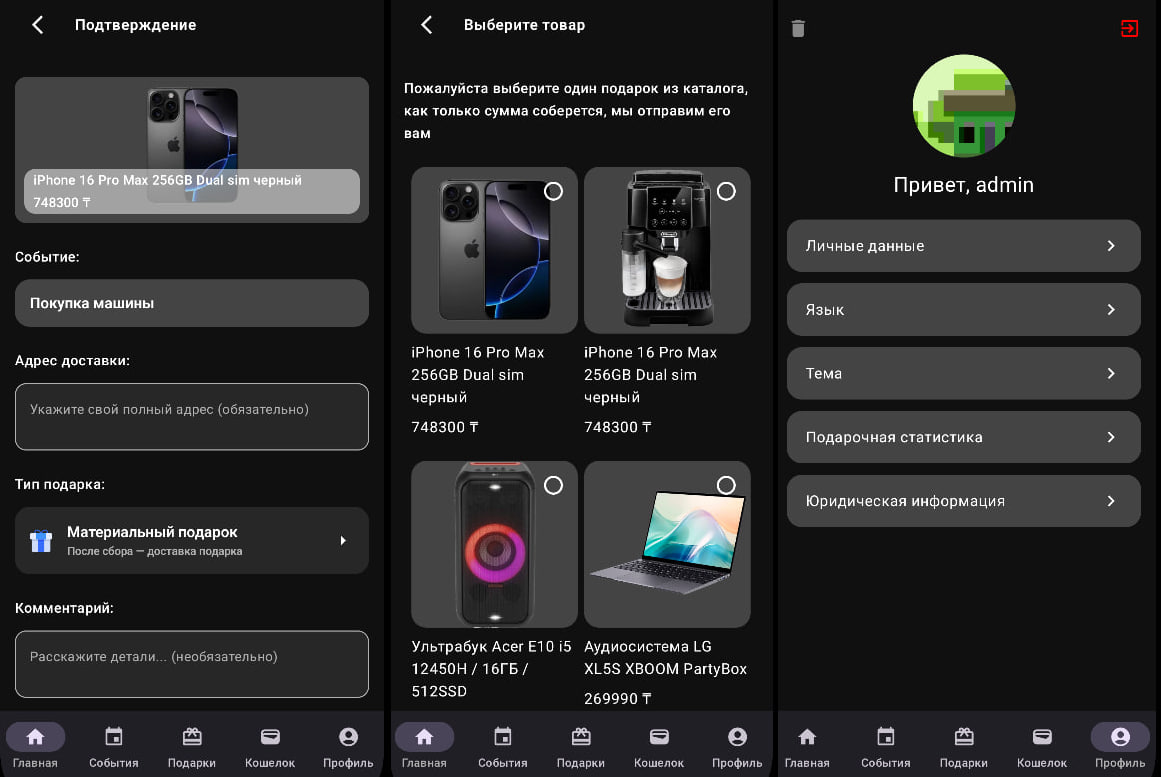 Подтверждение
iPhone 16 Pro Max 256GB Dual sim черный
748300 ₸
Событие:
Покупка машины
Адрес доставки:
Укажите свой полный адрес (обязательно)
Тип подарка:
Материальный подарок
После сбора — доставка подарка
Комментарий:
Расскажите детали... (необязательно)
Главная
События
Подарки
Кошелок
Профиль
Выберите товар
Пожалуйста выберите один подарок из каталога,
как только сумма соберется, мы отправим его
вам
iPhone 16 Pro Max
256GB Dual sim
черный
748300 ₸
iPhone 16 Pro Max
256GB Dual sim
черный
748300 ₸
Ультрабук Acer E10 i5
12450H / 16ГБ /
512SSD
Аудиосистема LG
XL5S XBOOM PartyBox
269990 ₸
Главная
События
Подарки
Кошелок
Профиль
Привет, admin
Личные данные
Язык
Тема
Подарочная статистика
Юридическая информация
Главная
События
Подарки
Кошелок
Профиль